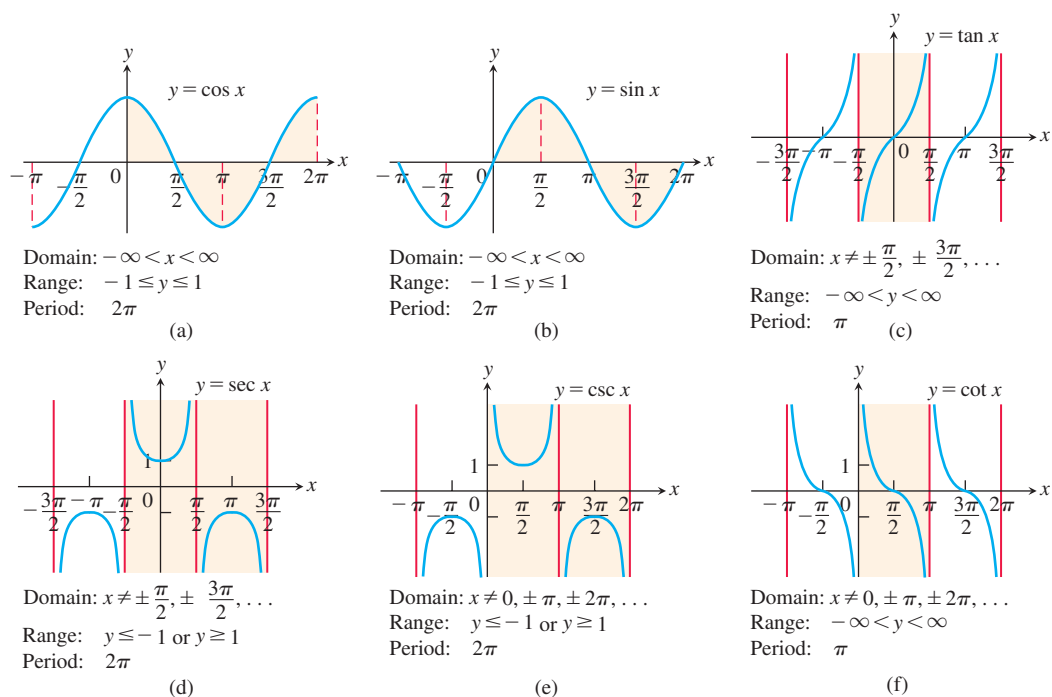 y
y = cos x
x
−π
−π/2
0
π/2
π
3π/2
2π
Domain: −∞ < x < ∞
Range: −1 ≤ y ≤ 1
Period: 2π
(a)
y
y = sin x
x
−π
−π/2
0
π/2
π
3π/2
2π
Domain: −∞ < x < ∞
Range: −1 ≤ y ≤ 1
Period: 2π
(b)
y
y = tan x
x
−3π/2
−π
−π/2
0
π/2
π
3π/2
Domain: x ≠ ± π/2, ± 3π/2, . . .
Range: −∞ < y < ∞
Period: π
(c)
y
y = sec x
1
x
−3π/2
−π
−π/2
0
π/2
π
3π/2
Domain: x ≠ ± π/2, ± 3π/2, . . .
Range: y ≤ −1 or y ≥ 1
Period: 2π
(d)
y
y = csc x
1
x
−π
−π/2
0
π/2
π
3π/2
2π
Domain: x ≠ 0, ± π, ± 2π, . . .
Range: y ≤ −1 or y ≥ 1
Period: 2π
(e)
y
y = cot x
1
x
−π
−π/2
0
π/2
π
3π/2
2π
Domain: x ≠ 0, ± π, ± 2π, . . .
Range: −∞ < y < ∞
Period: π
(f)